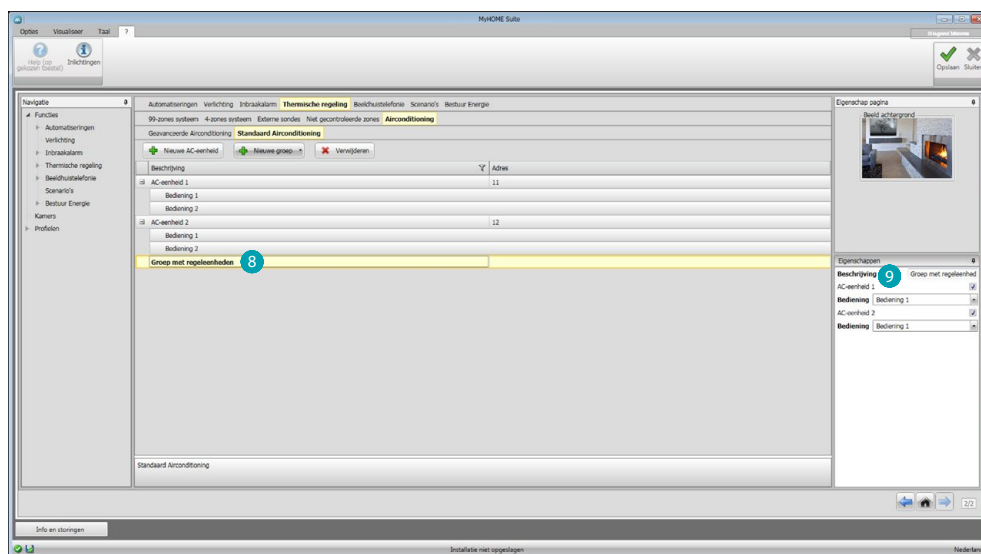 MyHOME Suite
Opties Visualiseer Taal ?
Help (op gekozen toestel)
Inlichtingen
Opslaan Sluiten
Navigatie
Functies
Automatiseringen
Verlichting
Inbraakalarm
Thermische regeling
Beeldhuistelefonie
Scenario's
Bestuur Energie
Kamers
Profielen
Automatiseringen Verlichting Inbraakalarm Thermische regeling Beeldhuistelefonie Scenario's Bestuur Energie
99-zones systeem 4-zones systeem Externe sondes Niet gecontroleerde zones Airconditioning
Geavanceerde Airconditioning Standaard Airconditioning
Nieuwe AC-eenheid Nieuwe groep Verwijderen
Beschrijving Adres
AC-eenheid 1 11
Bediening 1
Bediening 2
AC-eenheid 2 12
Bediening 1
Bediening 2
Groep met regeleenheden 8
Standaard Airconditioning
Eigenschap pagina
Beeld achtergrond
Eigenschappen
Beschrijving 9 Groep met regeleenhed
AC-eenheid 1
Bediening Bediening 1
AC-eenheid 2
Bediening Bediening 1
2/2
Info en storingen
Installatie niet opgeslagen
Nederlan